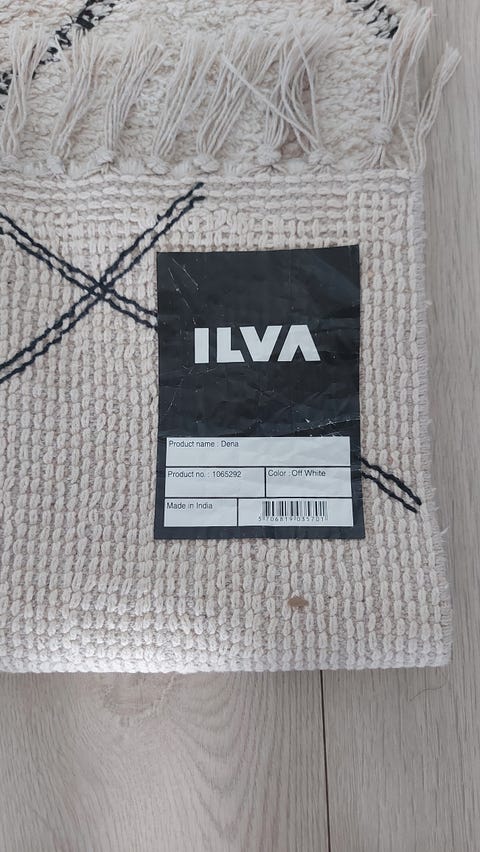 ILVA
Product name : Dena
Product no. : 1065292
Color : Off White
Made in India
5706819035701